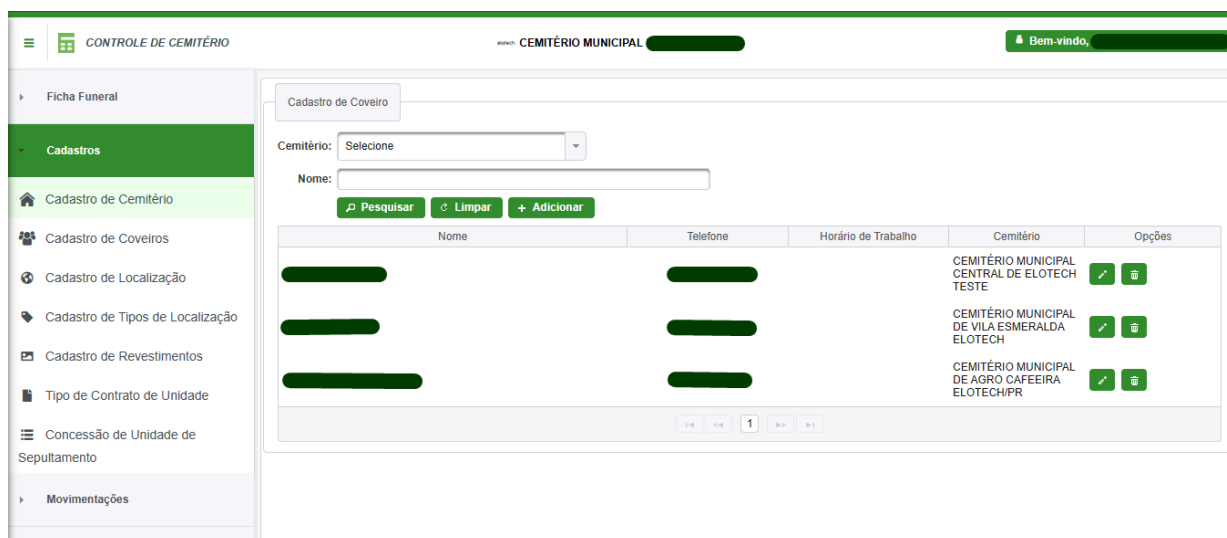 CONTROLE DE CEMITÉRIO
elotech CEMITÉRIO MUNICIPAL
Bem-vindo,
Ficha Funeral
Cadastros
Cadastro de Cemitério
Cadastro de Coveiros
Cadastro de Localização
Cadastro de Tipos de Localização
Cadastro de Revestimentos
Tipo de Contrato de Unidade
Concessão de Unidade de
Sepultamento
Movimentações
Cadastro de Coveiro
Cemitério: Selecione
Nome:
Pesquisar Limpar Adicionar
Nome Telefone Horário de Trabalho Cemitério Opções
CEMITÉRIO MUNICIPAL
CENTRAL DE ELOTECH
TESTE
CEMITÉRIO MUNICIPAL
DE VILA ESMERALDA
ELOTECH
CEMITÉRIO MUNICIPAL
DE AGRO CAFEEIRA
ELOTECH/PR
1